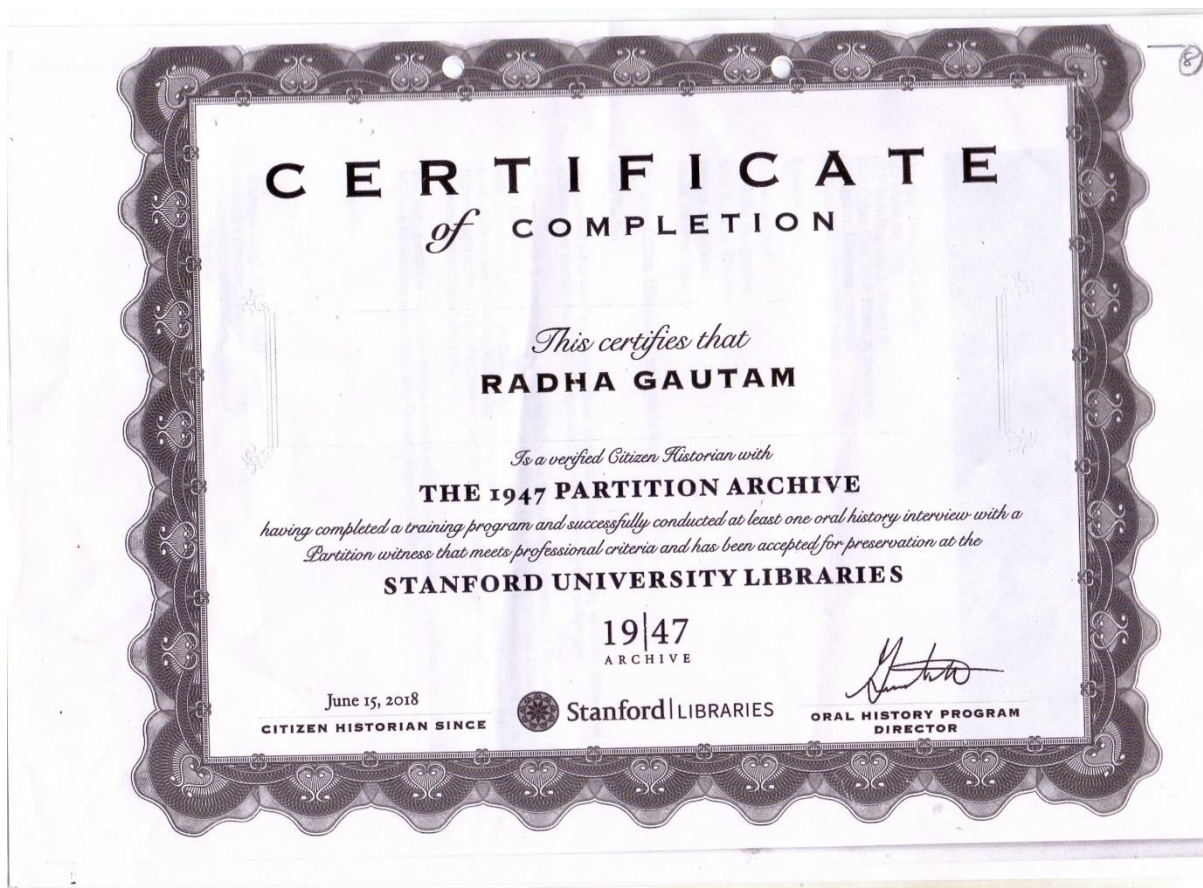 8
CERTIFICATE
of COMPLETION
This certifies that
RADHA GAUTAM
Is a verified Citizen Historian with
THE 1947 PARTITION ARCHIVE
having completed a training program and successfully conducted at least one oral history interview with a
Partition witness that meets professional criteria and has been accepted for preservation at the
STANFORD UNIVERSITY LIBRARIES
19|47
ARCHIVE
June 15, 2018
CITIZEN HISTORIAN SINCE
Stanford | LIBRARIES
ORAL HISTORY PROGRAM
DIRECTOR